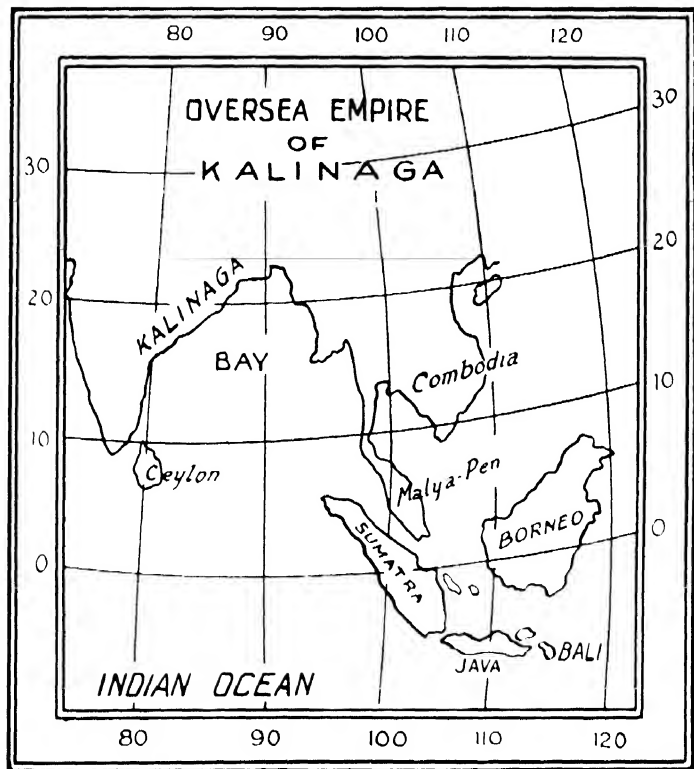 80 90 100 110 120
OVERSEA EMPIRE
OF
KALINAGA
30
30
20
20
KALINAGA
BAY
Combodia
10
10
Ceylon
Malya-Pen
BORNEO
0
0
SUMATRA
JAVA
BALI
INDIAN OCEAN
80 90 100 110 120